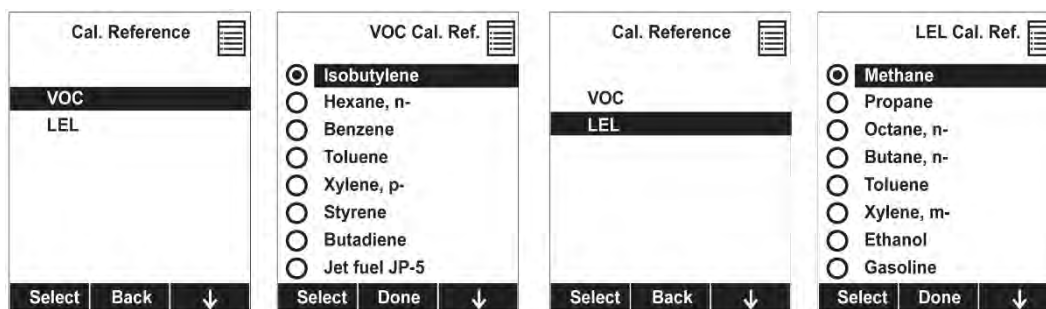 Cal. Reference
VOC
LEL
Select Back ↓
VOC Cal. Ref.
Isobutylene
Hexane, n-
Benzene
Toluene
Xylene, p-
Styrene
Butadiene
Jet fuel JP-5
Select Done ↓
Cal. Reference
VOC
LEL
Select Back ↓
LEL Cal. Ref.
Methane
Propane
Octane, n-
Butane, n-
Toluene
Xylene, m-
Ethanol
Gasoline
Select Done ↓